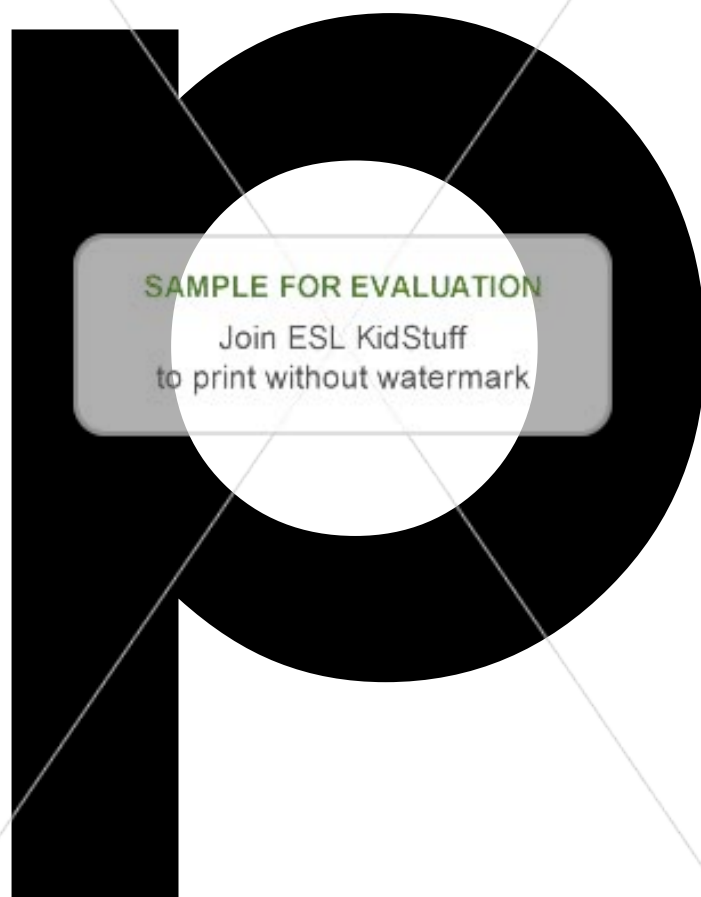 p
SAMPLE FOR EVALUATION
Join ESL KidStuff
to print without watermark